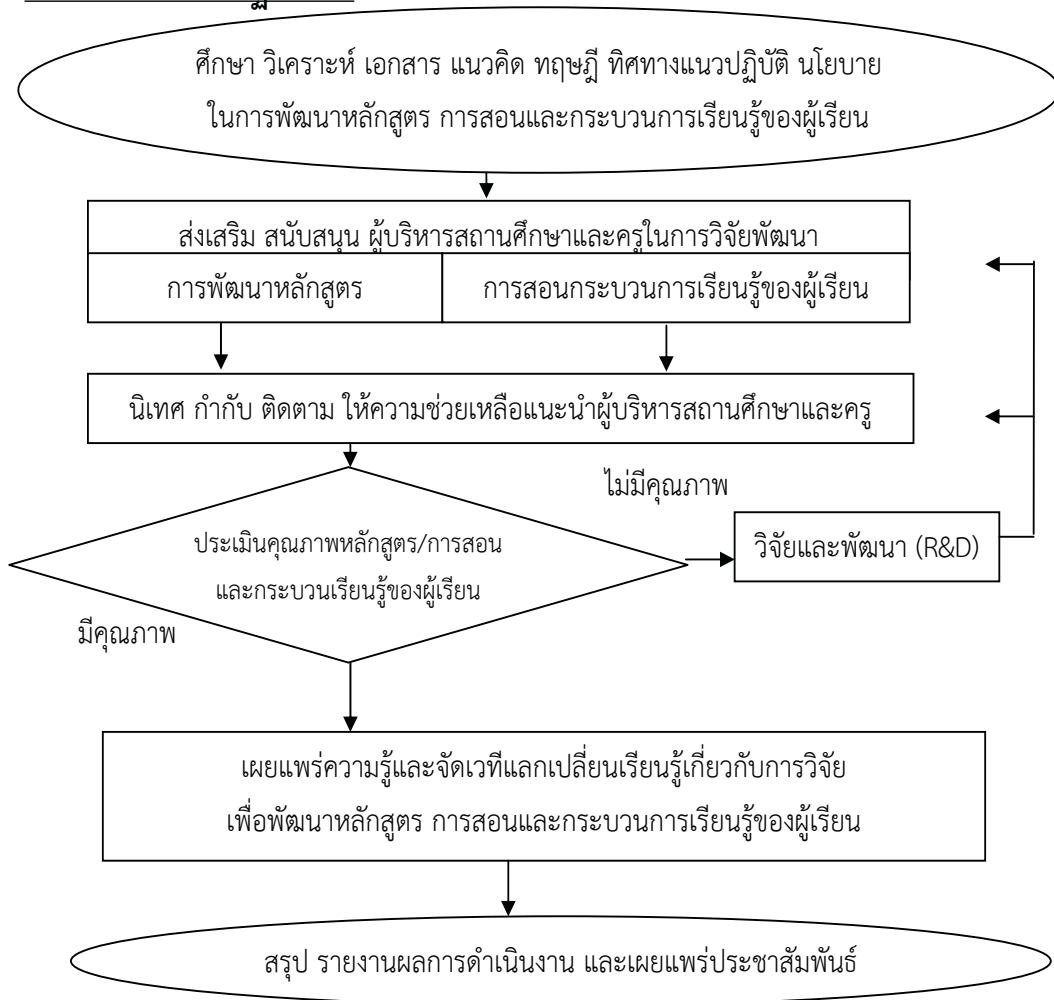 ศึกษา วิเคราะห์ เอกสาร แนวคิด ทฤษฎี ทิศทางแนวปฏิบัติ นโยบาย
ในการพัฒนาหลักสูตร การสอนและกระบวนการเรียนรู้ของผู้เรียน
ส่งเสริม สนับสนุน ผู้บริหารสถานศึกษาและครูในการวิจัยพัฒนา
การพัฒนาหลักสูตร
การสอนกระบวนการเรียนรู้ของผู้เรียน
นิเทศ กำกับ ติดตาม ให้ความช่วยเหลือแนะนำผู้บริหารสถานศึกษาและครู
ไม่มีคุณภาพ
ประเมินคุณภาพหลักสูตร/การสอน
และกระบวนเรียนรู้ของผู้เรียน
วิจัยและพัฒนา (R&D)
มีคุณภาพ
เผยแพร่ความรู้และจัดเวทีแลกเปลี่ยนเรียนรู้เกี่ยวกับการวิจัย
เพื่อพัฒนาหลักสูตร การสอนและกระบวนการเรียนรู้ของผู้เรียน
สรุป รายงานผลการดำเนินงาน และเผยแพร่ประชาสัมพันธ์